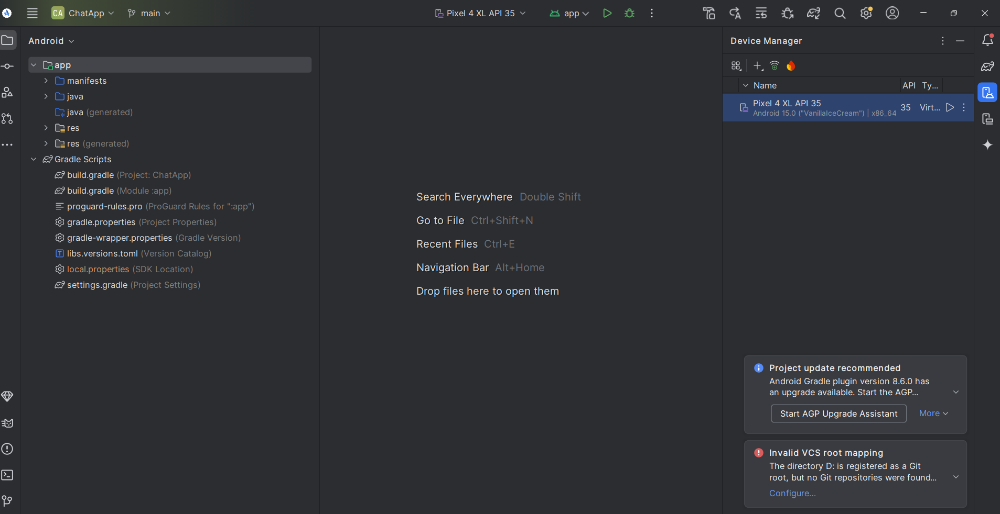 CA ChatApp main Pixel 4 XL API 35 app
Android
app
manifests
java
java (generated)
res
res (generated)
Gradle Scripts
build.gradle (Project: ChatApp)
build.gradle (Module :app)
proguard-rules.pro (ProGuard Rules for ":app")
gradle.properties (Project Properties)
gradle-wrapper.properties (Gradle Version)
libs.versions.toml (Version Catalog)
local.properties (SDK Location)
settings.gradle (Project Settings)
Search Everywhere Double Shift
Go to File Ctrl+Shift+N
Recent Files Ctrl+E
Navigation Bar Alt+Home
Drop files here to open them
Device Manager
Name API Ty...
Pixel 4 XL API 35
Android 15.0 ("VanillaIceCream") | x86_64 35 Virt...
Project update recommended
Android Gradle plugin version 8.6.0 has
an upgrade available. Start the AGP...
Start AGP Upgrade Assistant More
Invalid VCS root mapping
The directory D: is registered as a Git
root, but no Git repositories were found...
Configure...